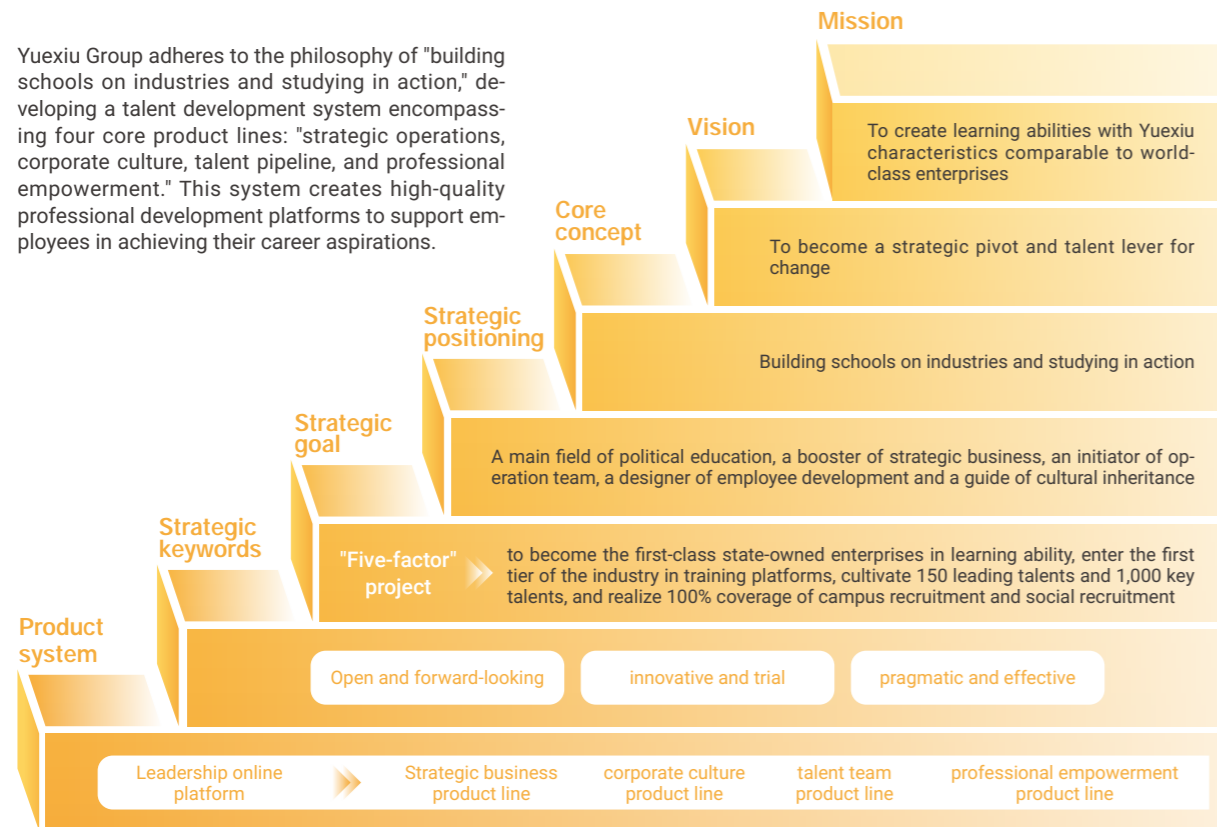 Yuexiu Group adheres to the philosophy of "building
schools on industries and studying in action," de-
veloping a talent development system encompass-
ing four core product lines: "strategic operations,
corporate culture, talent pipeline, and professional
empowerment." This system creates high-quality
professional development platforms to support em-
ployees in achieving their career aspirations.
Mission
To create learning abilities with Yuexiu
characteristics comparable to world-
class enterprises
Vision
To become a strategic pivot and talent lever for
change
Core
concept
Building schools on industries and studying in action
Strategic
positioning
A main field of political education, a booster of strategic business, an initiator of op-
eration team, a designer of employee development and a guide of cultural inheritance
Strategic
goal
"Five-factor"
project
to become the first-class state-owned enterprises in learning ability, enter the first
tier of the industry in training platforms, cultivate 150 leading talents and 1,000 key
talents, and realize 100% coverage of campus recruitment and social recruitment
Strategic
keywords
Open and forward-looking
innovative and trial
pragmatic and effective
Product
system
Leadership online
platform
Strategic business
product line
corporate culture
product line
talent team
product line
professional empowerment
product line